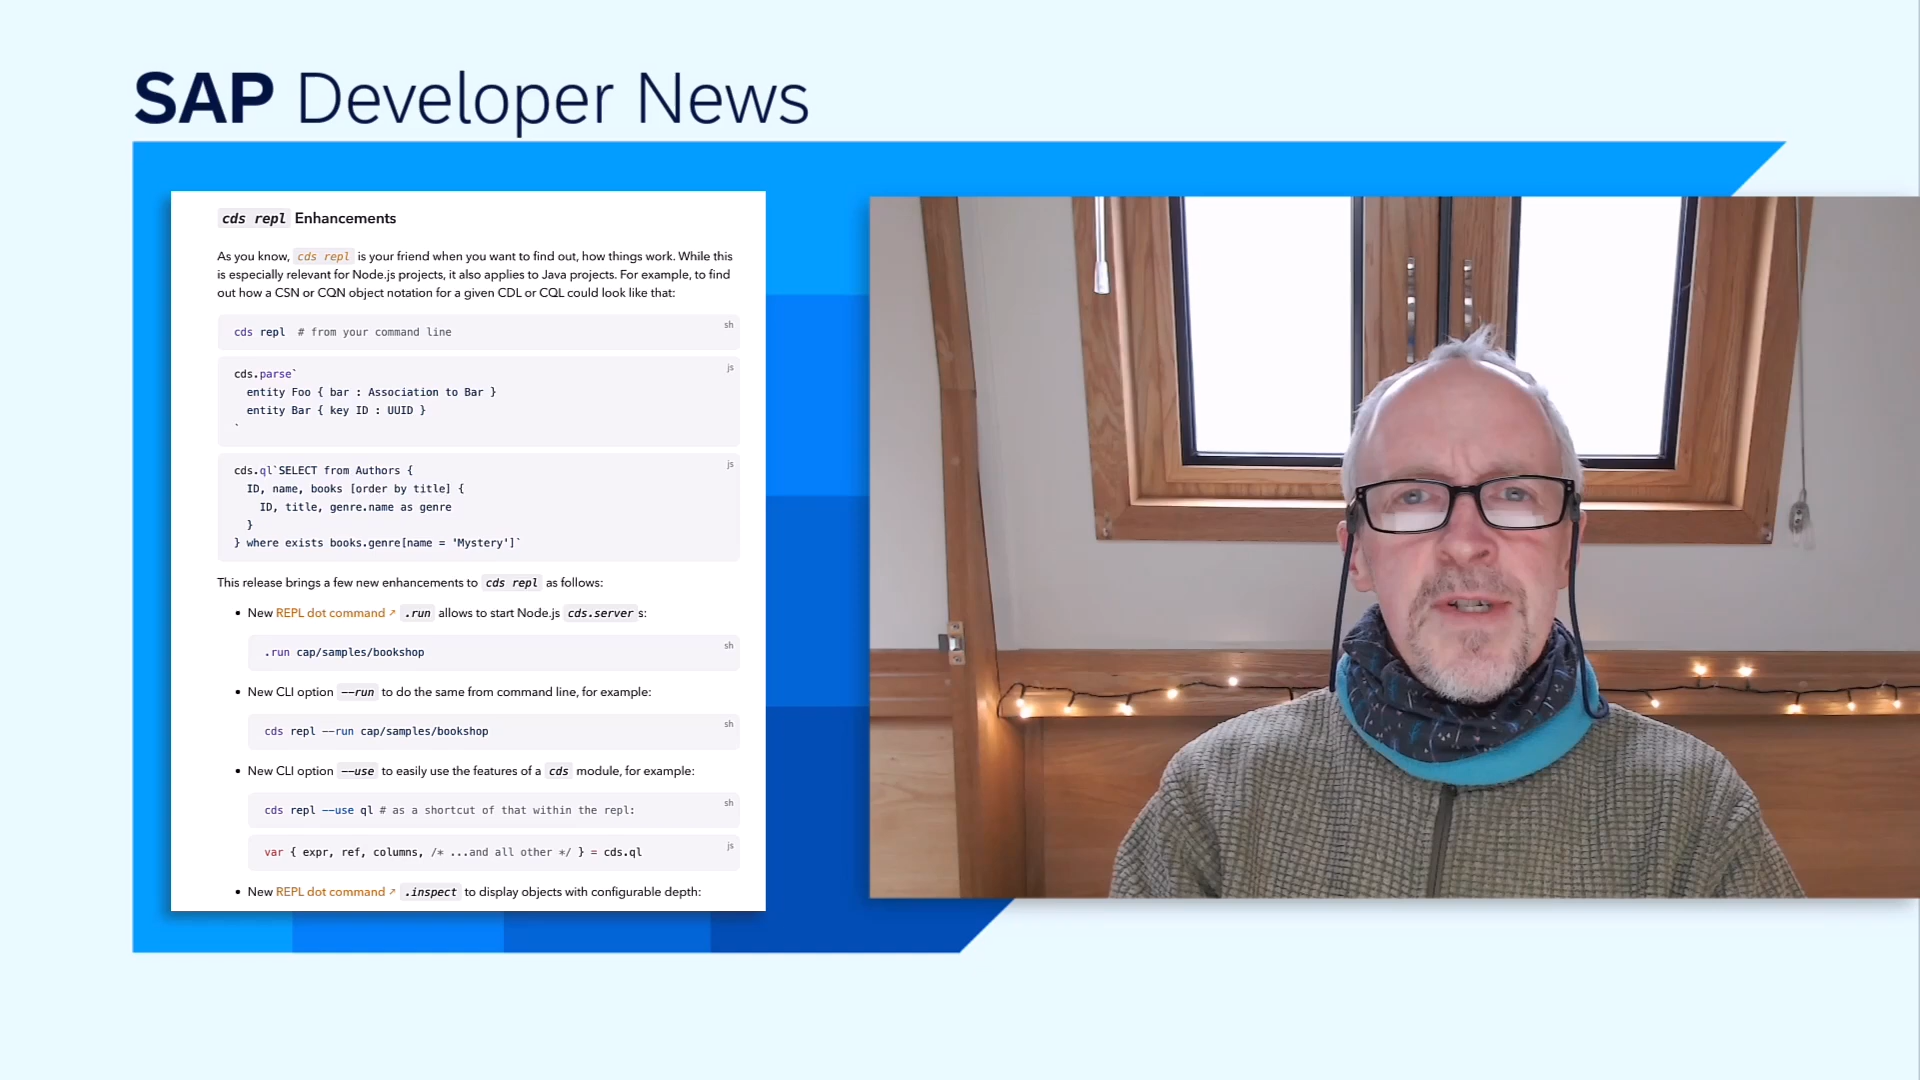 SAP Developer News
cds repl Enhancements
As you know, cds repl is your friend when you want to find out, how things work. While this
is especially relevant for Node.js projects, it also applies to Java projects. For example, to find
out how a CSN or CQN object notation for a given CDL or CQL could look like that:
sh
cds repl  # from your command line
js
cds.parse`
  entity Foo { bar : Association to Bar }
  entity Bar { key ID : UUID }
`
js
cds.ql`SELECT from Authors {
  ID, name, books [order by title] {
    ID, title, genre.name as genre
  }
} where exists books.genre[name = 'Mystery']`
This release brings a few new enhancements to cds repl as follows:
• New REPL dot command ↗ .run allows to start Node.js cds.server s:
sh
.run cap/samples/bookshop
• New CLI option --run to do the same from command line, for example:
sh
cds repl --run cap/samples/bookshop
• New CLI option --use to easily use the features of a cds module, for example:
sh
cds repl --use ql # as a shortcut of that within the repl:
js
var { expr, ref, columns, /* ...and all other */ } = cds.ql
• New REPL dot command ↗ .inspect to display objects with configurable depth: